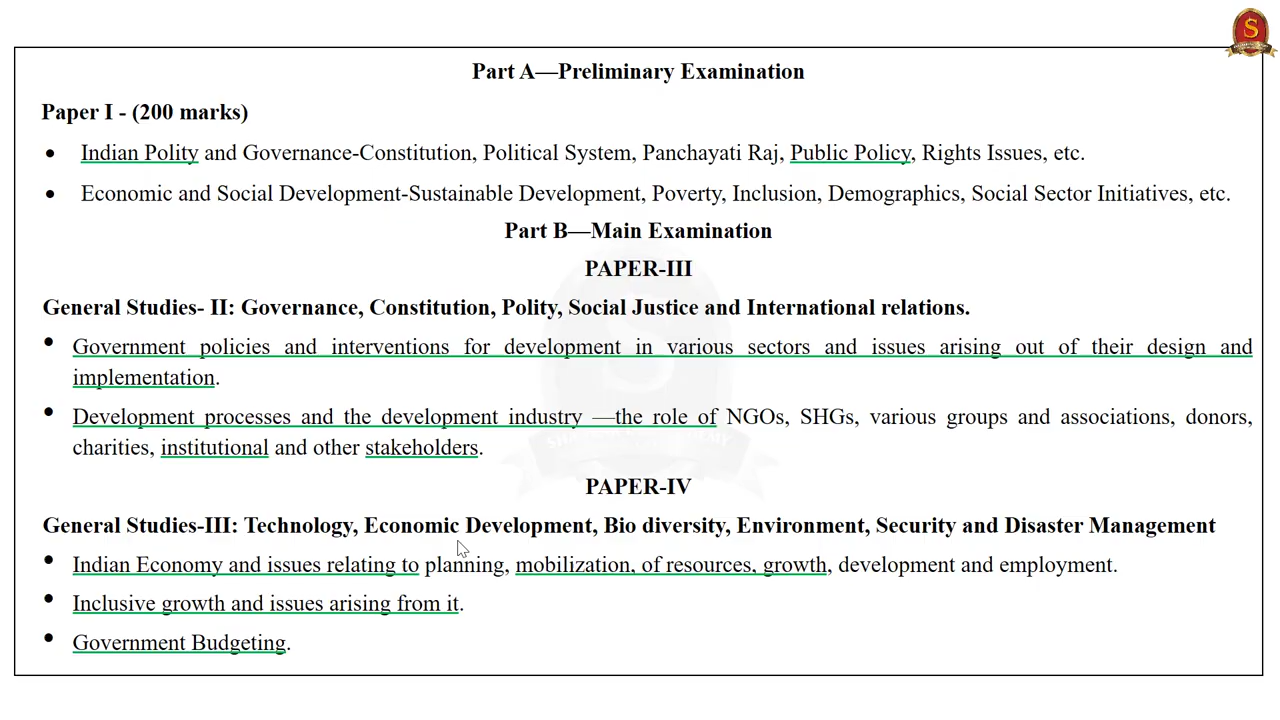 S
Part A—Preliminary Examination
Paper I - (200 marks)
• Indian Polity and Governance-Constitution, Political System, Panchayati Raj, Public Policy, Rights Issues, etc.
• Economic and Social Development-Sustainable Development, Poverty, Inclusion, Demographics, Social Sector Initiatives, etc.
Part B—Main Examination
PAPER-III
General Studies- II: Governance, Constitution, Polity, Social Justice and International relations.
• Government policies and interventions for development in various sectors and issues arising out of their design and
implementation.
• Development processes and the development industry —the role of NGOs, SHGs, various groups and associations, donors,
charities, institutional and other stakeholders.
PAPER-IV
General Studies-III: Technology, Economic Development, Bio diversity, Environment, Security and Disaster Management
• Indian Economy and issues relating to planning, mobilization, of resources, growth, development and employment.
• Inclusive growth and issues arising from it.
• Government Budgeting.